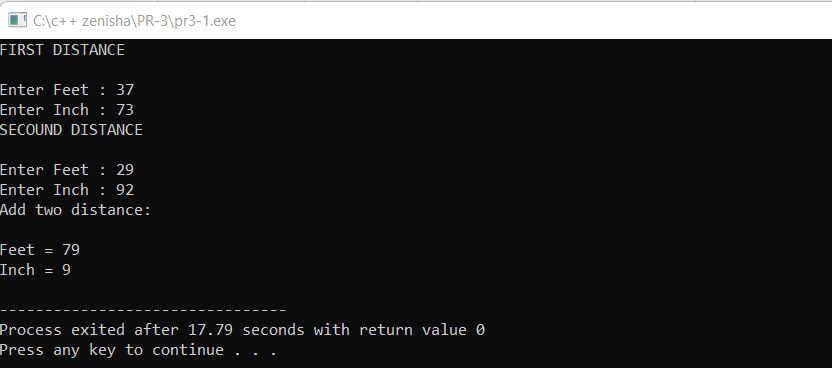 C:\c++ zenisha\PR-3\pr3-1.exe
FIRST DISTANCE
Enter Feet : 37
Enter Inch : 73
SECOUND DISTANCE
Enter Feet : 29
Enter Inch : 92
Add two distance:
Feet = 79
Inch = 9
--------------------------------
Process exited after 17.79 seconds with return value 0
Press any key to continue . . .